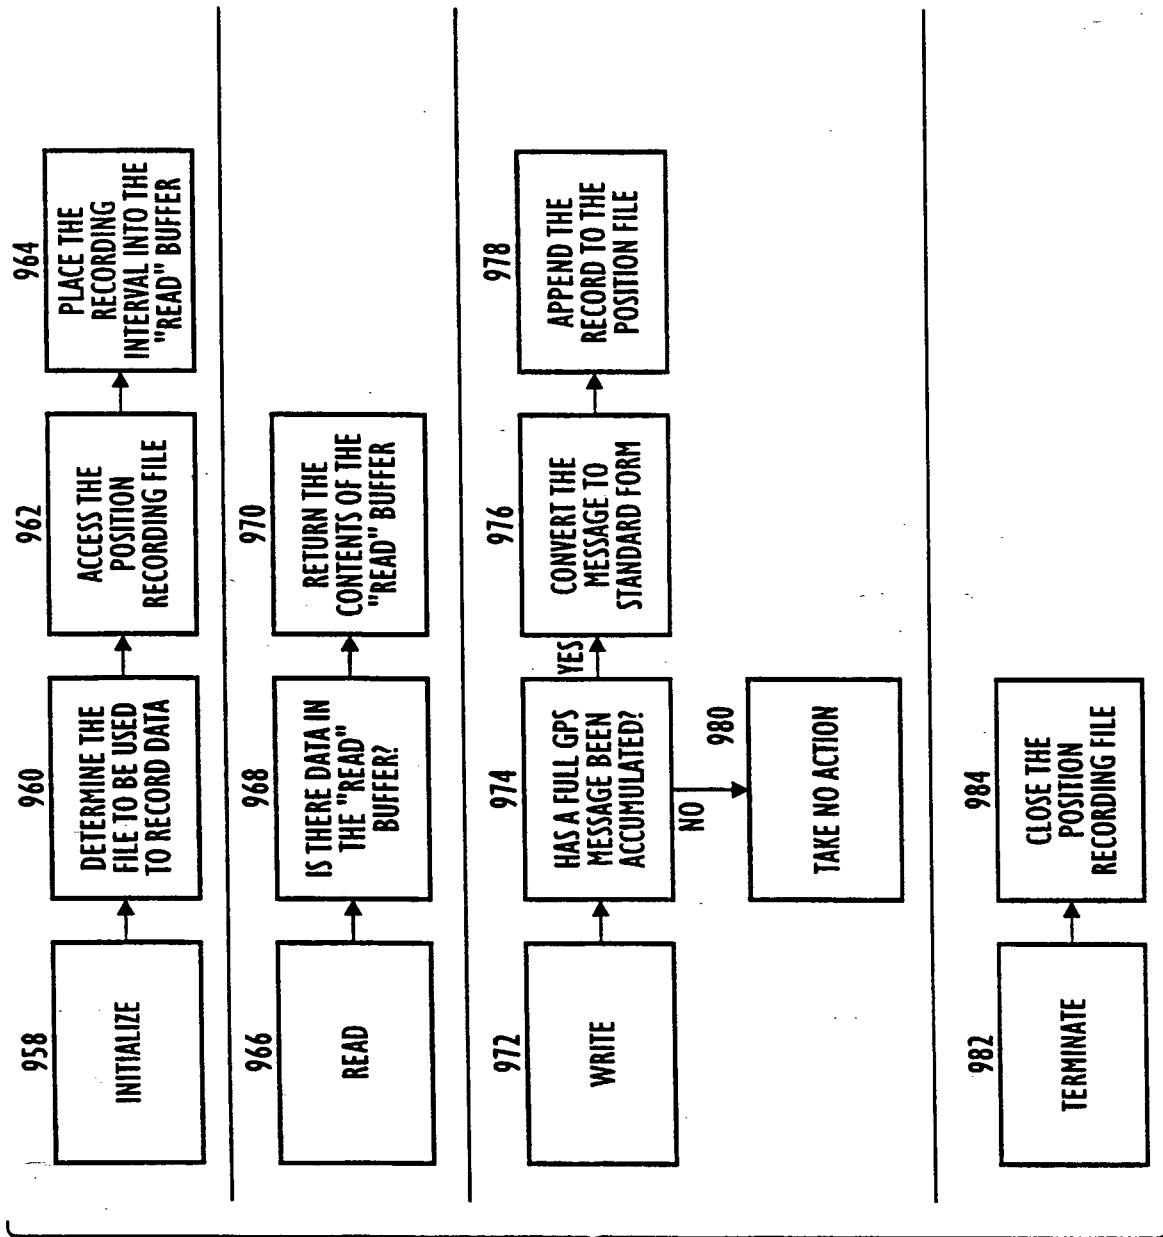 958
INITIALIZE
960
DETERMINE THE
FILE TO BE USED
TO RECORD DATA
962
ACCESS THE
POSITION
RECORDING FILE
964
PLACE THE
RECORDING
INTERVAL INTO THE
"READ" BUFFER
966
READ
968
IS THERE DATA IN
THE "READ"
BUFFER?
970
RETURN THE
CONTENTS OF THE
"READ" BUFFER
972
WRITE
974
HAS A FULL GPS
MESSAGE BEEN
ACCUMULATED?
YES
976
CONVERT THE
MESSAGE TO
STANDARD FORM
978
APPEND THE
RECORD TO THE
POSITION FILE
NO
980
TAKE NO ACTION
982
TERMINATE
984
CLOSE THE
POSITION
RECORDING FILE